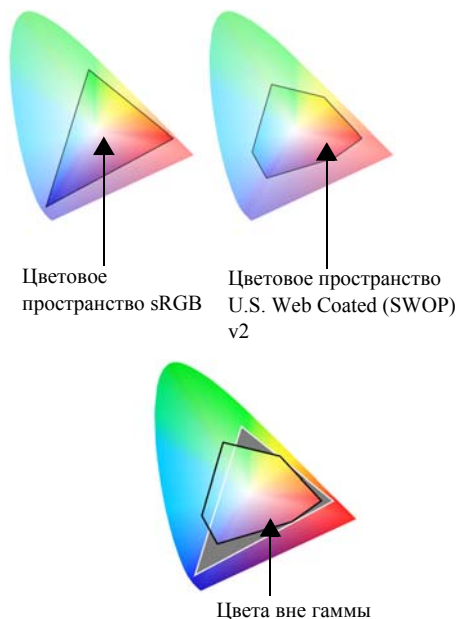 Цветовое
пространство sRGB
Цветовое пространство
U.S. Web Coated (SWOP)
v2
Цвета вне гаммы